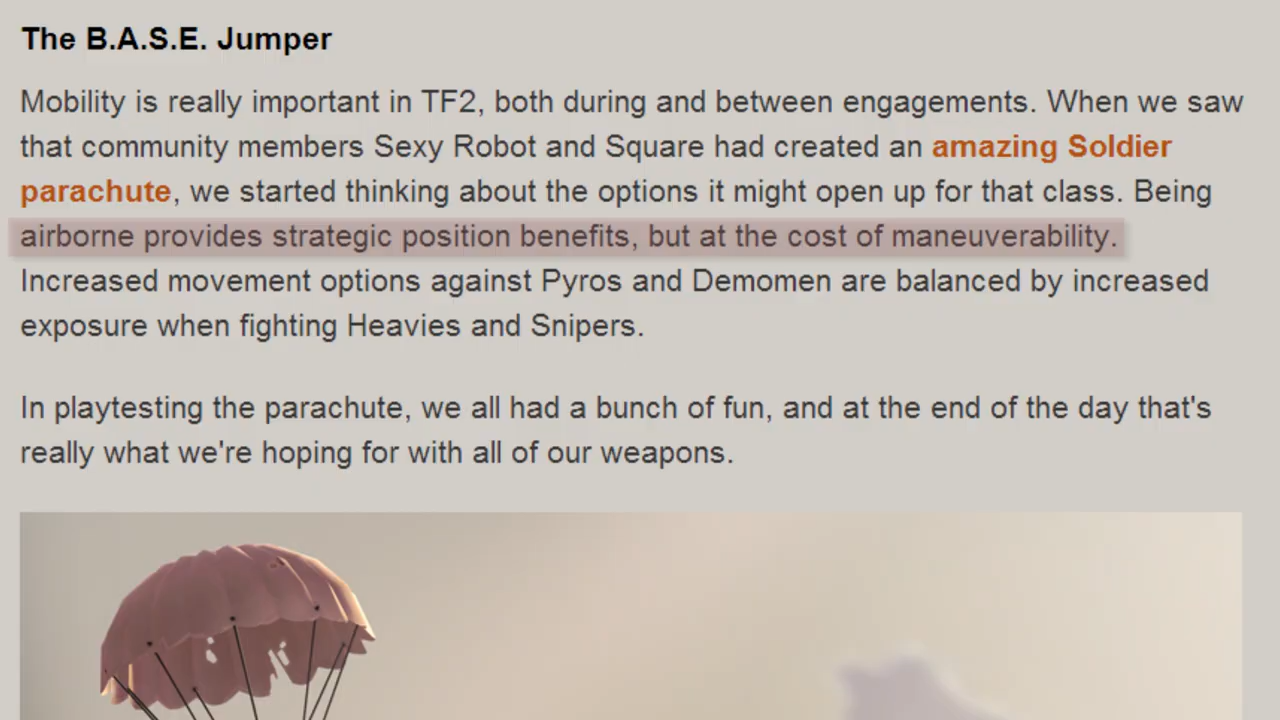 The B.A.S.E. Jumper
Mobility is really important in TF2, both during and between engagements. When we saw
that community members Sexy Robot and Square had created an amazing Soldier
parachute, we started thinking about the options it might open up for that class. Being
airborne provides strategic position benefits, but at the cost of maneuverability.
Increased movement options against Pyros and Demomen are balanced by increased
exposure when fighting Heavies and Snipers.
In playtesting the parachute, we all had a bunch of fun, and at the end of the day that's
really what we're hoping for with all of our weapons.